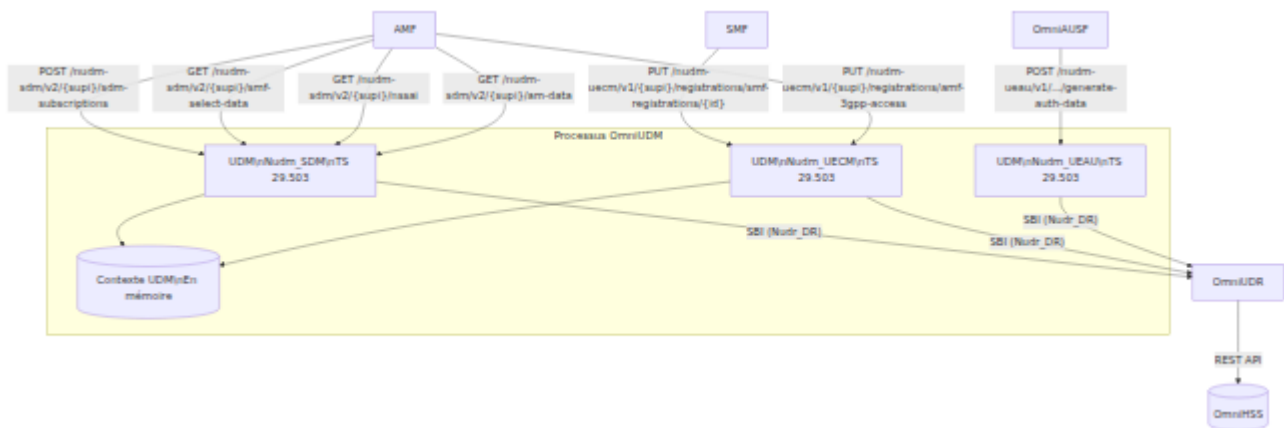 AMF
SMF
OmniAUSF
POST /nudm-
sdm/v2/{supi}/sdm-
subscriptions
GET /nudm-
sdm/v2/{supi}/smf-
select-data
GET /nudm-
sdm/v2/{supi}/nssai
GET /nudm-
sdm/v2/{supi}/am-data
PUT /nudm-
uecm/v1/{supi}/registrations/smf-
registrations/{id}
PUT /nudm-
uecm/v1/{supi}/registrations/amf-
3gpp-access
POST /nudm-
ueau/v1/.../generate-
auth-data
Processus OmniUDM
UDM\nNudm_SDM\nTS
29.503
UDM\nNudm_UECM\nTS
29.503
UDM\nNudm_UEAU\nTS
29.503
SBI (Nudr_DR)
SBI (Nudr_DR)
SBI (Nudr_DR)
Contexte UDM\nEn
mémoire
OmniUDR
REST API
OmniHSS